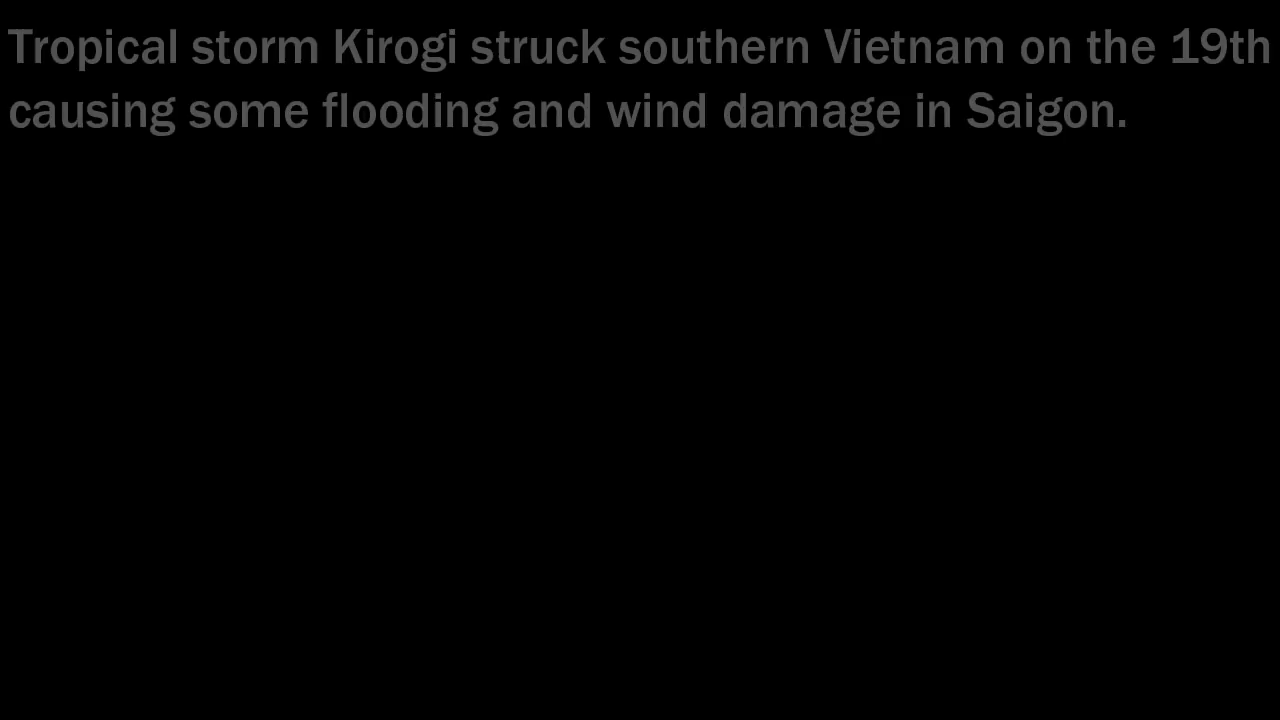 Tropical storm Kirogi struck southern Vietnam on the 19th
causing some flooding and wind damage in Saigon.